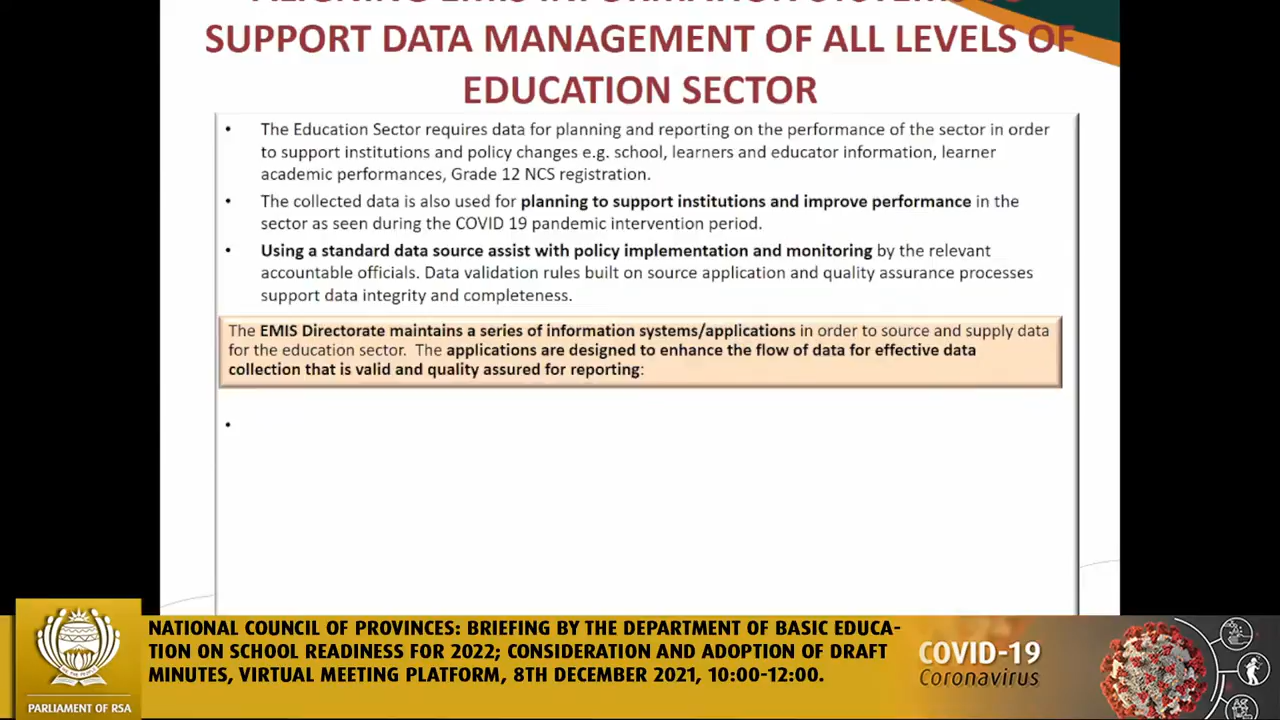 ALIGNING EMIS INFORMATION SYSTEMS TO
SUPPORT DATA MANAGEMENT OF ALL LEVELS OF
EDUCATION SECTOR
• The Education Sector requires data for planning and reporting on the performance of the sector in order
to support institutions and policy changes e.g. school, learners and educator information, learner
academic performances, Grade 12 NCS registration.
• The collected data is also used for planning to support institutions and improve performance in the
sector as seen during the COVID 19 pandemic intervention period.
• Using a standard data source assist with policy implementation and monitoring by the relevant
accountable officials. Data validation rules built on source application and quality assurance processes
support data integrity and completeness.
The EMIS Directorate maintains a series of information systems/applications in order to source and supply data
for the education sector. The applications are designed to enhance the flow of data for effective data
collection that is valid and quality assured for reporting:
•
NATIONAL COUNCIL OF PROVINCES: BRIEFING BY THE DEPARTMENT OF BASIC EDUCA-
TION ON SCHOOL READINESS FOR 2022; CONSIDERATION AND ADOPTION OF DRAFT
MINUTES, VIRTUAL MEETING PLATFORM, 8TH DECEMBER 2021, 10:00-12:00.
PARLIAMENT OF RSA
COVID-19
Coronavirus